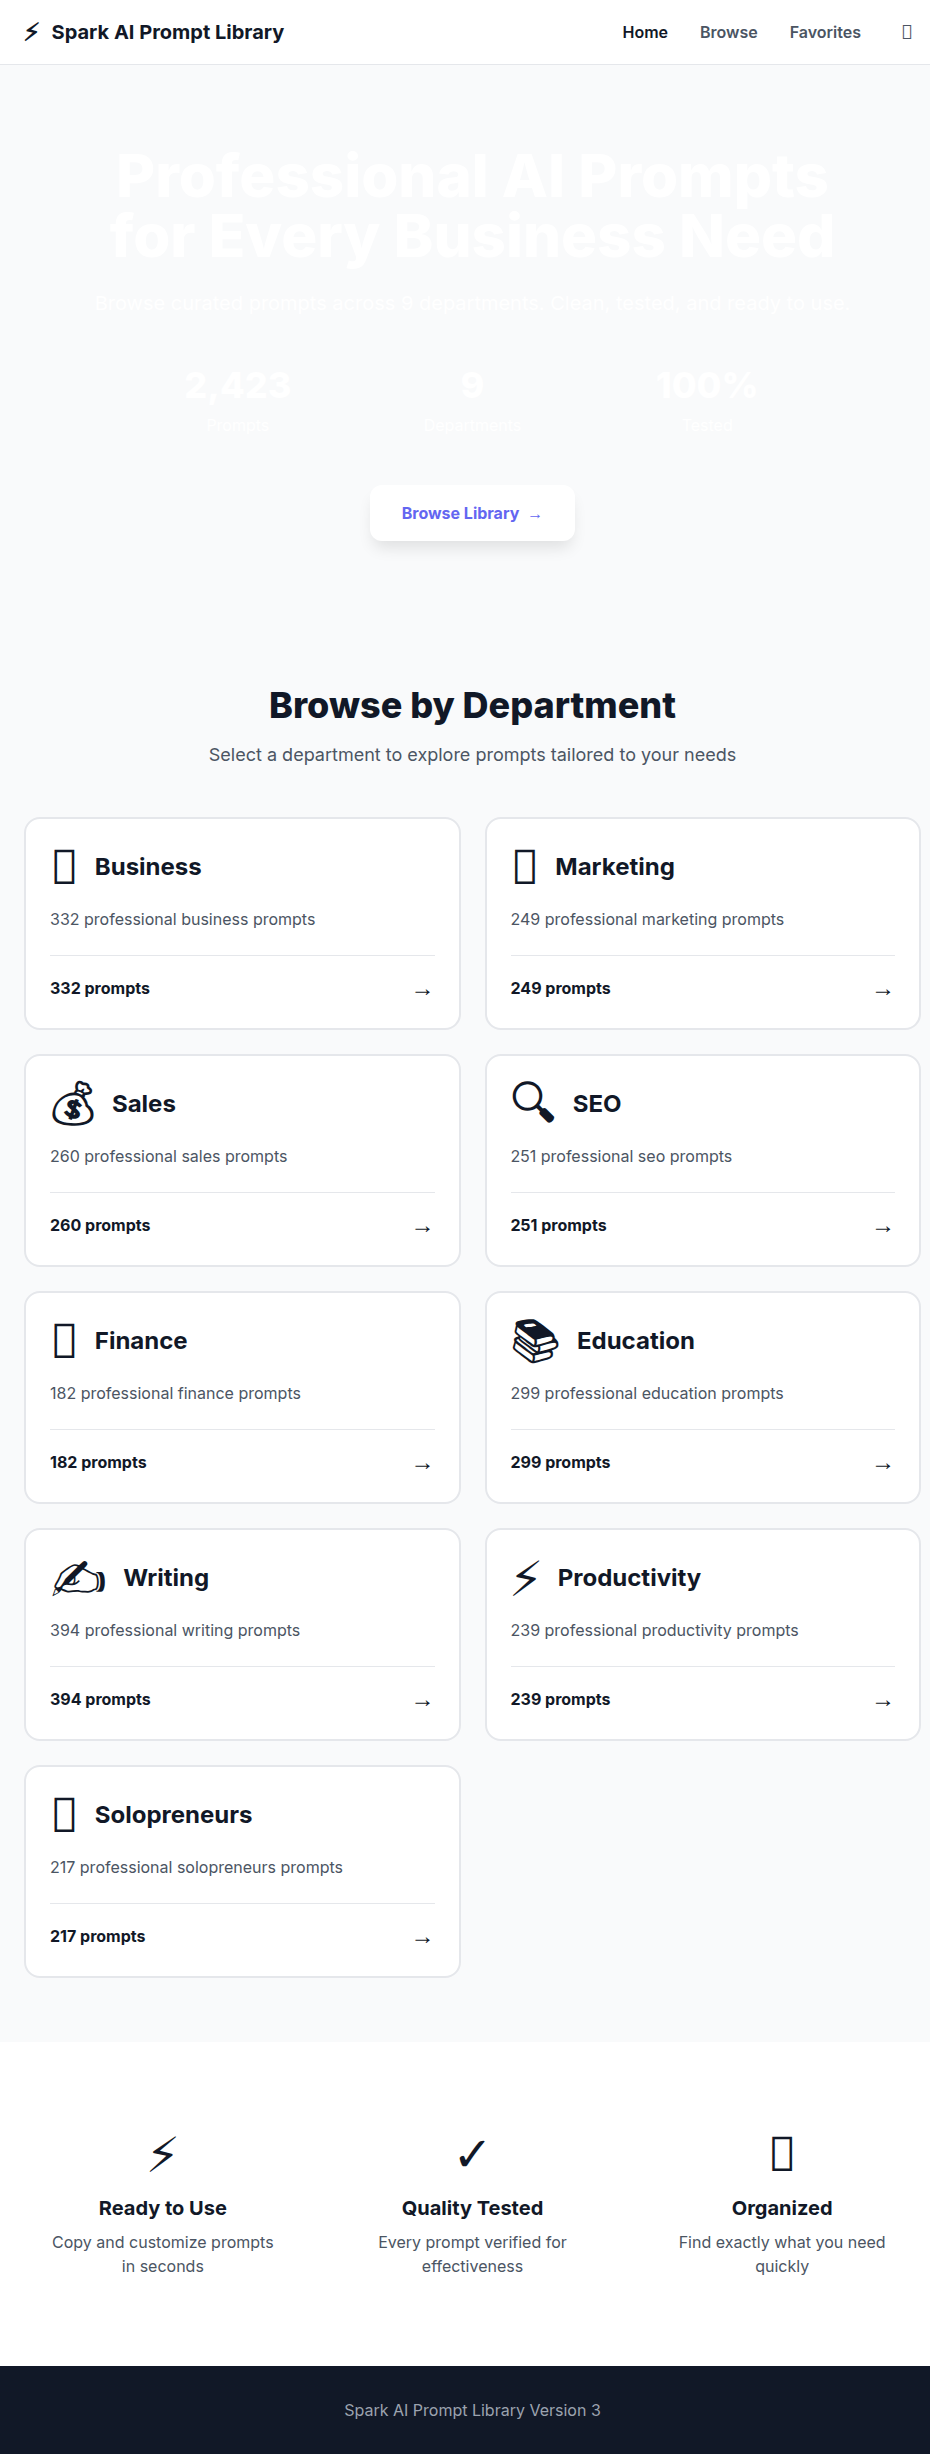 Spark AI Prompt Library
Home
Browse
Favorites
Professional AI Prompts
for Every Business Need
Browse curated prompts across 9 departments. Clean, tested, and ready to use.
2,423
9
100%
Prompts
Departments
Tested
Browse Library →
Browse by Department
Select a department to explore prompts tailored to your needs
Business
332 professional business prompts
332 prompts →
Marketing
249 professional marketing prompts
249 prompts →
Sales
260 professional sales prompts
260 prompts →
SEO
251 professional seo prompts
251 prompts →
Finance
182 professional finance prompts
182 prompts →
Education
299 professional education prompts
299 prompts →
Writing
394 professional writing prompts
394 prompts →
Productivity
239 professional productivity prompts
239 prompts →
Solopreneurs
217 professional solopreneurs prompts
217 prompts →
Ready to Use
Copy and customize prompts
in seconds
Quality Tested
Every prompt verified for
effectiveness
Organized
Find exactly what you need
quickly
Spark AI Prompt Library Version 3